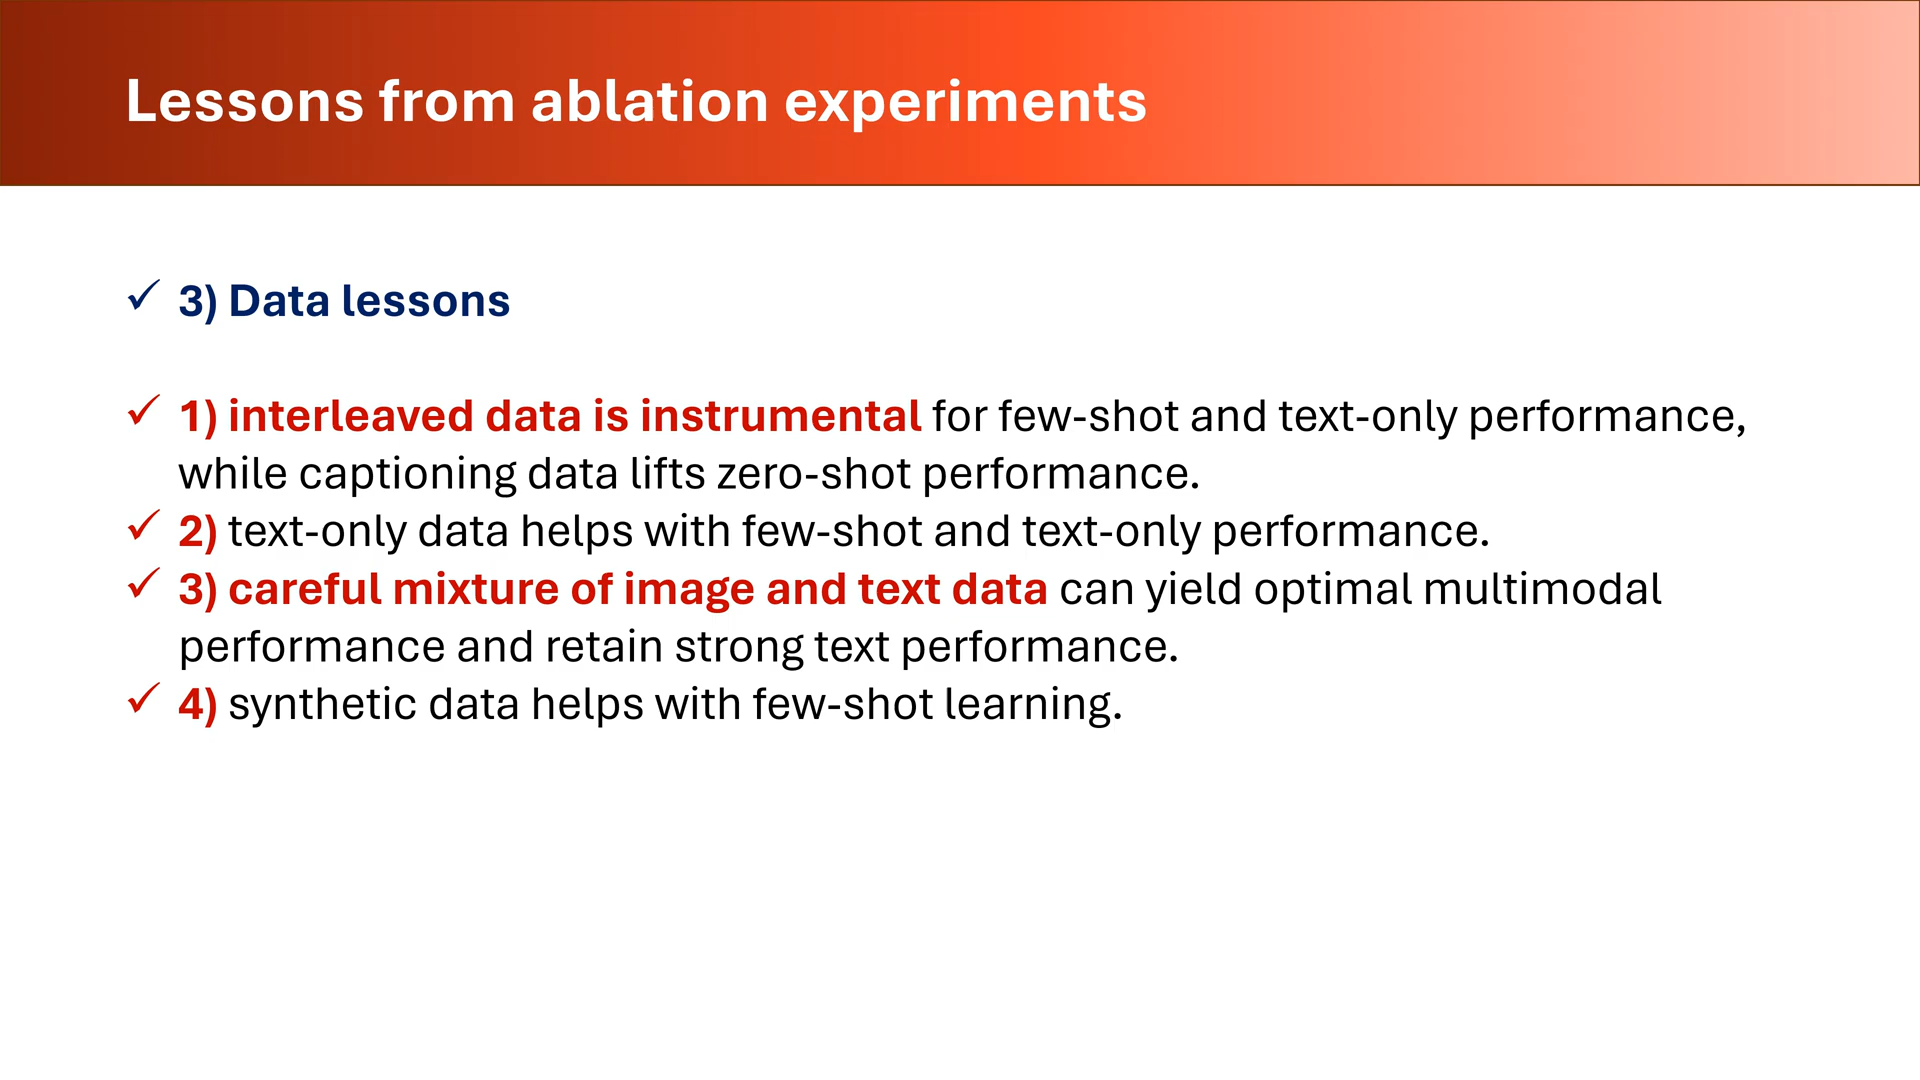 Lessons from ablation experiments
✓ 3) Data lessons
✓ 1) interleaved data is instrumental for few-shot and text-only performance,
while captioning data lifts zero-shot performance.
✓ 2) text-only data helps with few-shot and text-only performance.
✓ 3) careful mixture of image and text data can yield optimal multimodal
performance and retain strong text performance.
✓ 4) synthetic data helps with few-shot learning.